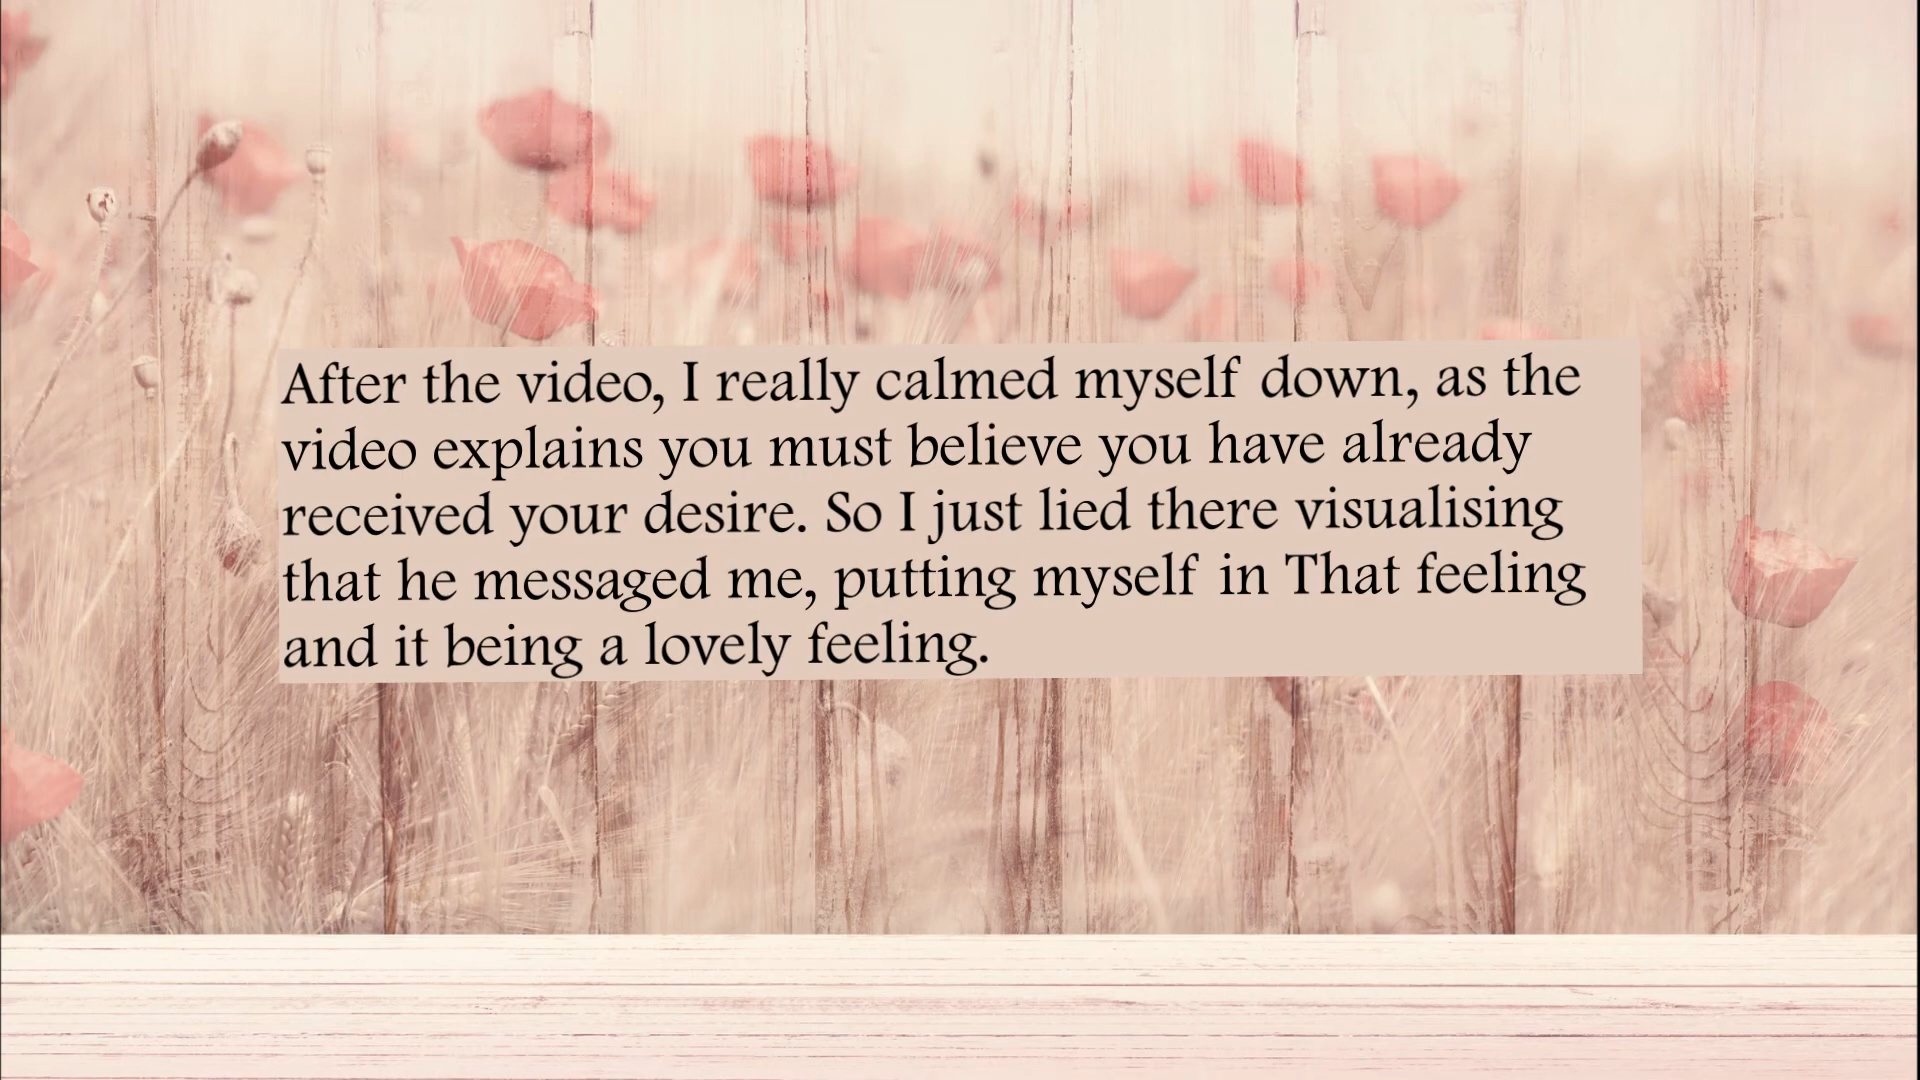 After the video, I really calmed myself down, as the
video explains you must believe you have already
received your desire. So I just lied there visualising
that he messaged me, putting myself in That feeling
and it being a lovely feeling.